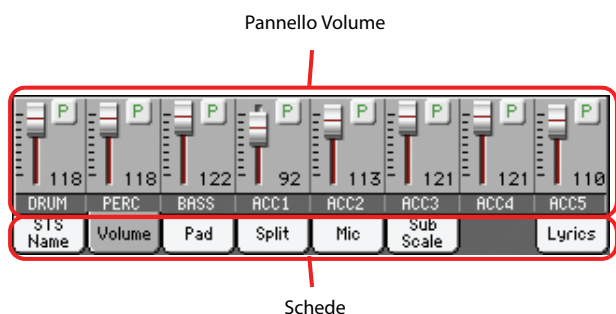 Pannello Volume
P P P P P P P P
118 118 122 92 113 121 121 110
DRUM PERC BASS ACC1 ACC2 ACC3 ACC4 ACC5
STS Name Volume Pad Split Mic Sub Scale Lyrics
Schede